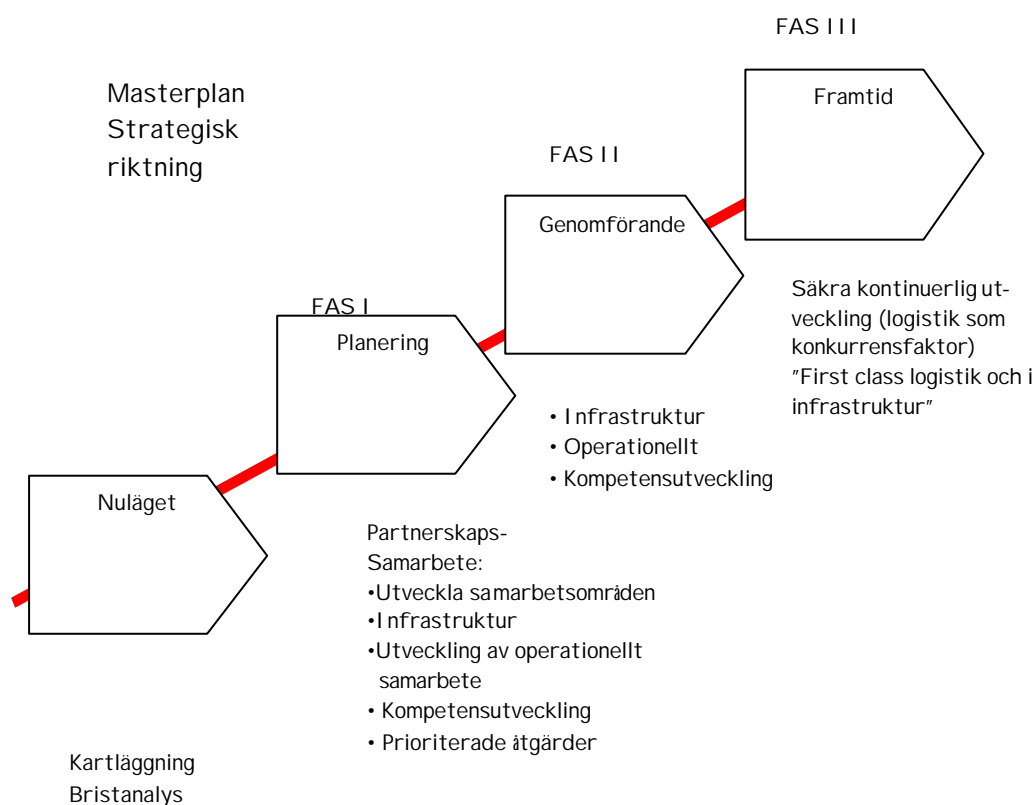 FAS III
Framtid
Masterplan
Strategisk
riktning
FAS II
Genomförande
Säkra kontinuerlig ut-
veckling (logistik som
konkurrensfaktor)
"First class logistik och i
infrastruktur"
FAS I
Planering
• Infrastruktur
• Operationellt
• Kompetensutveckling
Nuläget
Partnerskaps-
Samarbete:
•Utveckla samarbetsområden
•Infrastruktur
•Utveckling av operationellt
samarbete
• Kompetensutveckling
• Prioriterade åtgärder
Kartläggning
Bristanalys